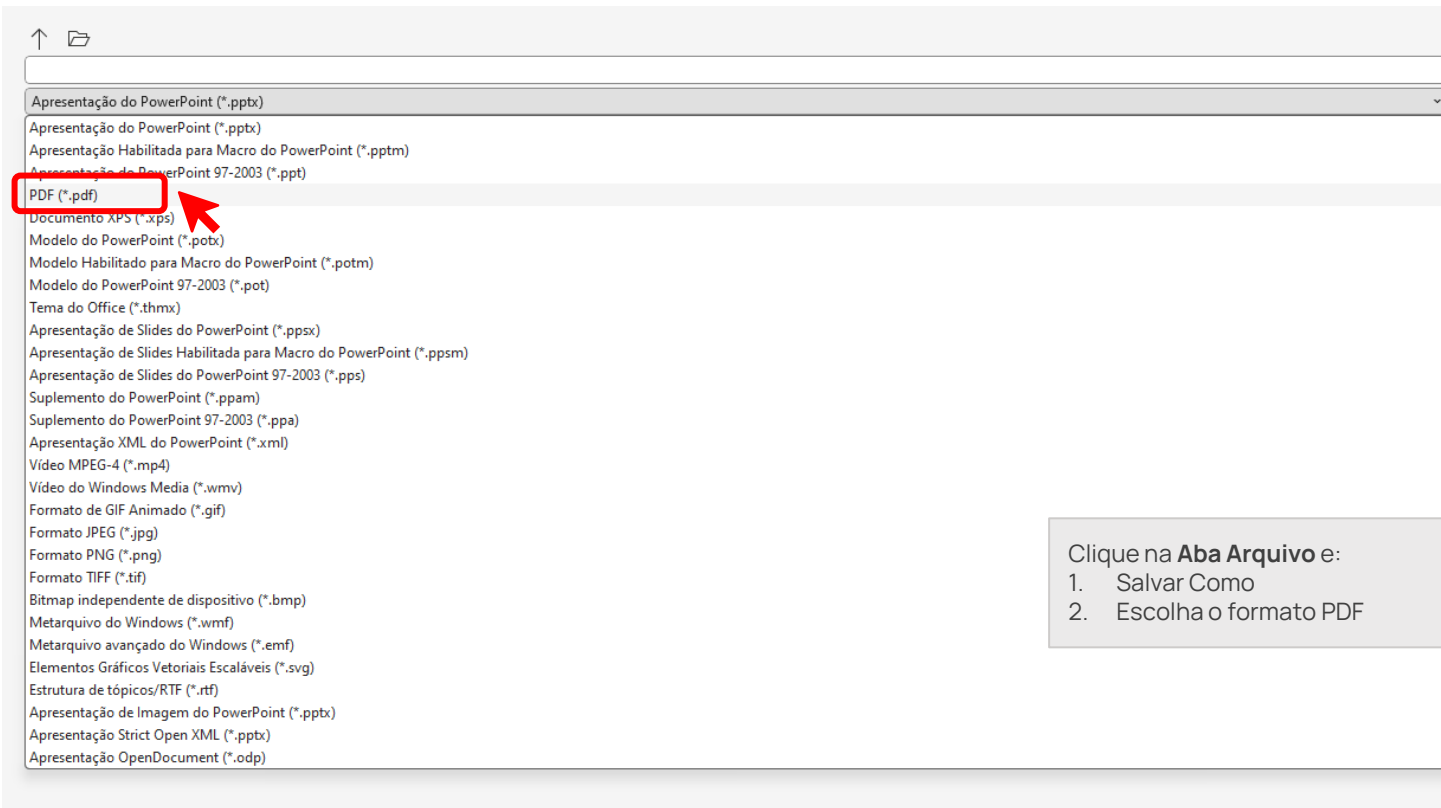 Apresentação do PowerPoint (*.pptx)
Apresentação do PowerPoint (*.pptx)
Apresentação Habilitada para Macro do PowerPoint (*.pptm)
Apresentação do PowerPoint 97-2003 (*.ppt)
PDF (*.pdf)
Documento XPS (*.xps)
Modelo do PowerPoint (*.potx)
Modelo Habilitado para Macro do PowerPoint (*.potm)
Modelo do PowerPoint 97-2003 (*.pot)
Tema do Office (*.thmx)
Apresentação de Slides do PowerPoint (*.ppsx)
Apresentação de Slides Habilitada para Macro do PowerPoint (*.ppsm)
Apresentação de Slides do PowerPoint 97-2003 (*.pps)
Suplemento do PowerPoint (*.ppam)
Suplemento do PowerPoint 97-2003 (*.ppa)
Apresentação XML do PowerPoint (*.xml)
Vídeo MPEG-4 (*.mp4)
Vídeo do Windows Media (*.wmv)
Formato de GIF Animado (*.gif)
Formato JPEG (*.jpg)
Formato PNG (*.png)
Formato TIFF (*.tif)
Bitmap independente de dispositivo (*.bmp)
Metarquivo do Windows (*.wmf)
Metarquivo avançado do Windows (*.emf)
Elementos Gráficos Vetoriais Escaláveis (*.svg)
Estrutura de tópicos/RTF (*.rtf)
Apresentação de Imagem do PowerPoint (*.pptx)
Apresentação Strict Open XML (*.pptx)
Apresentação OpenDocument (*.odp)
Clique na Aba Arquivo e:
1. Salvar Como
2. Escolha o formato PDF